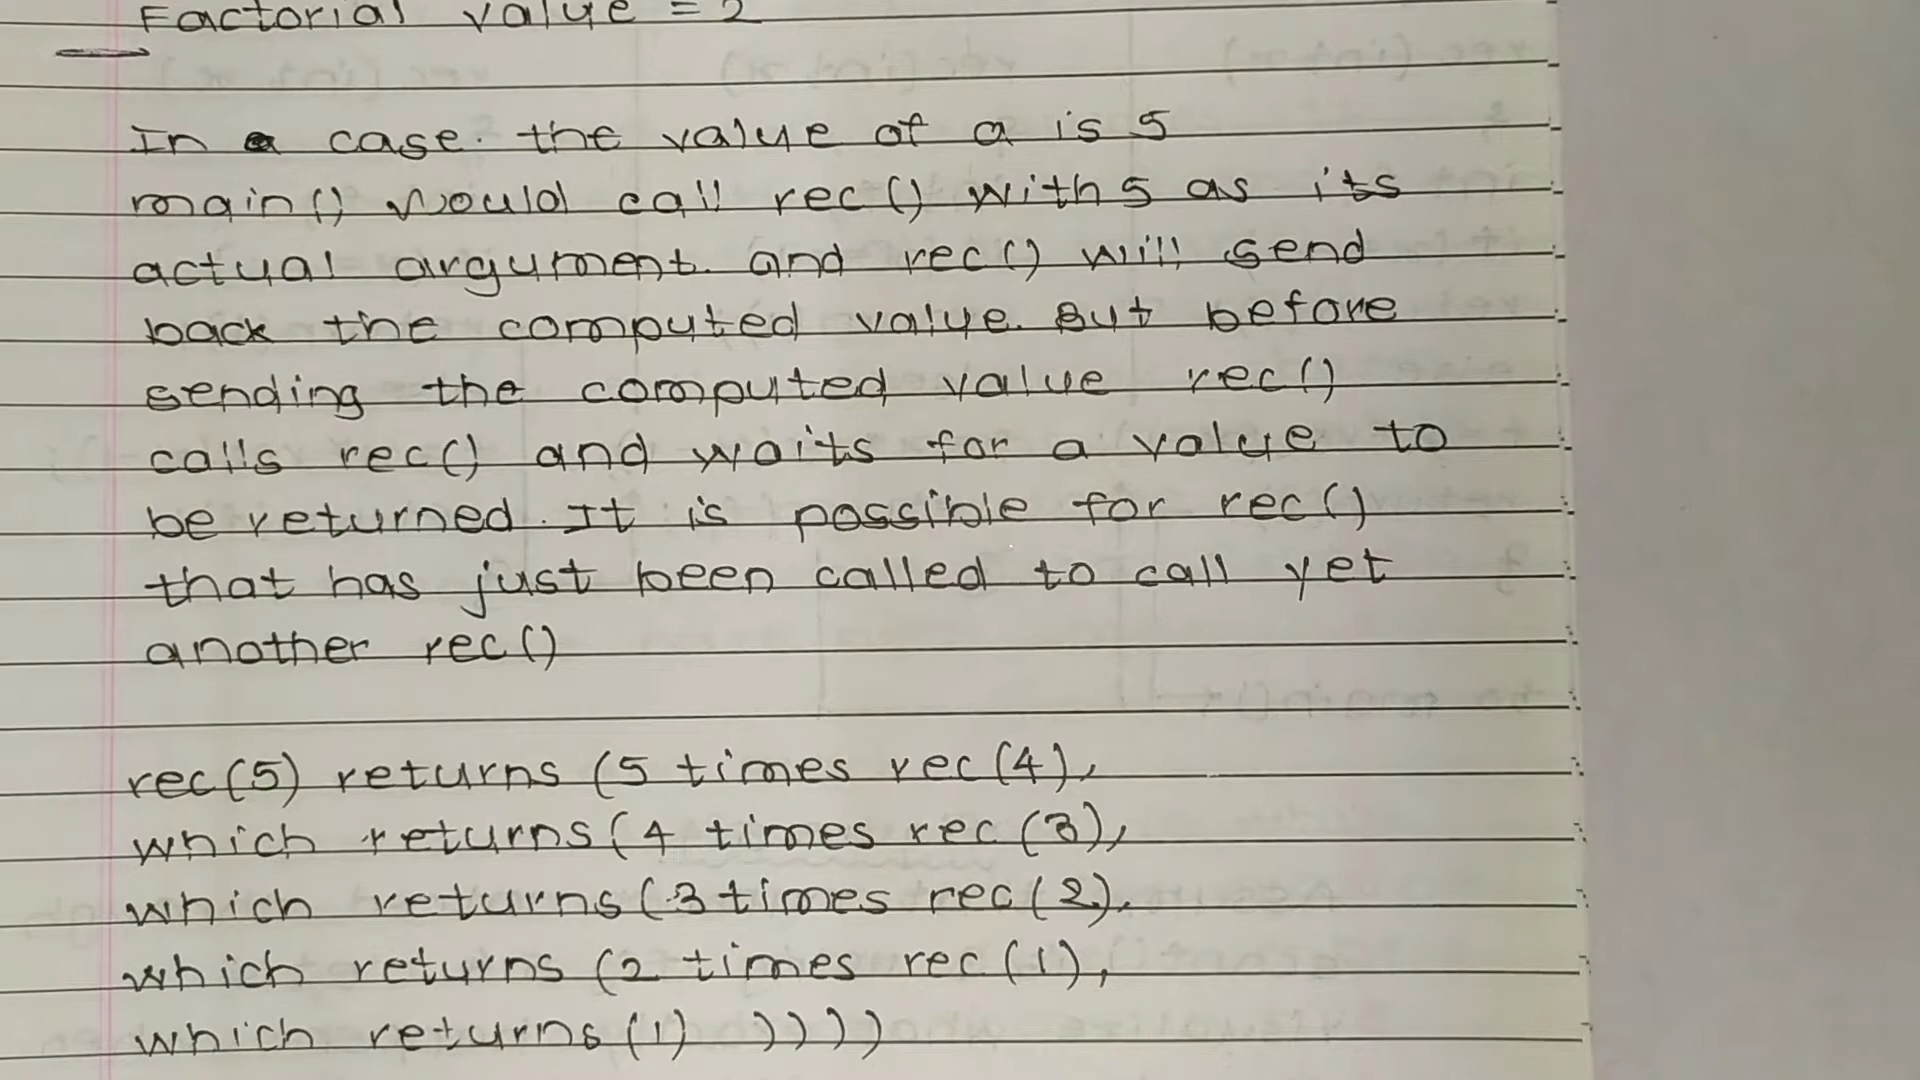 Factorial value = 2
In a case. the value of a is 5
main() would call rec() with 5 as its
actual argument. and rec() will send
back the computed value. But before
sending the computed value rec()
calls rec() and waits for a value to
be returned. It is possible for rec()
that has just been called to call yet
another rec()
rec(5) returns (5 times rec(4),
which returns (4 times rec(3),
which returns (3 times rec(2),
which returns (2 times rec(1),
which returns (1) ))))